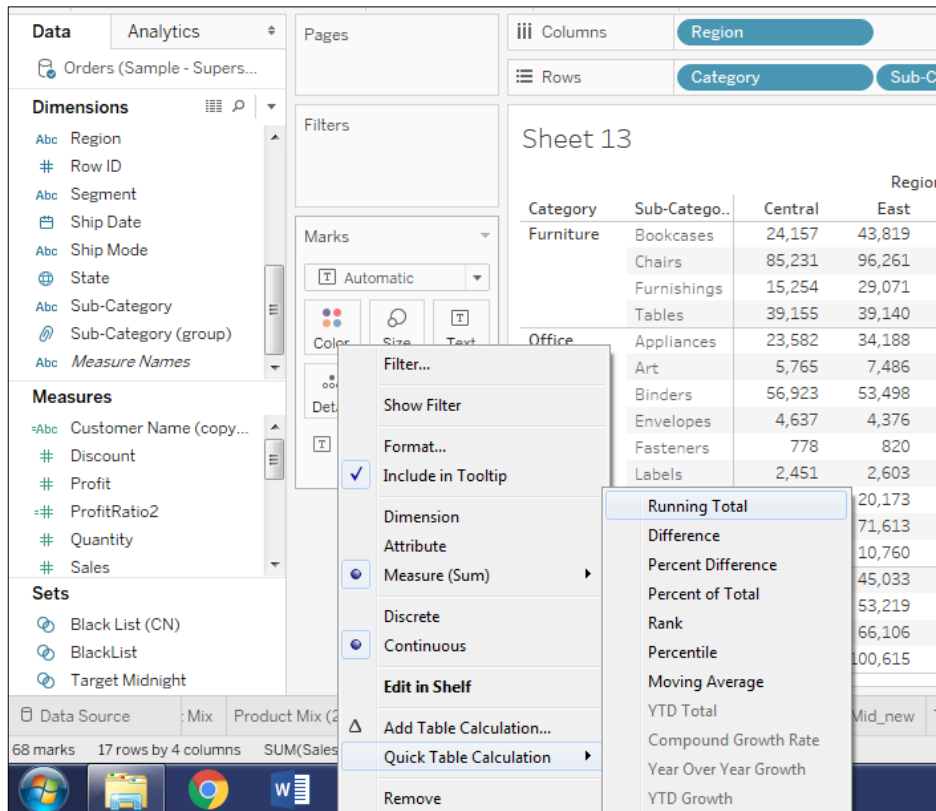 Data Analytics
Orders (Sample - Supers...
Dimensions
Abc Region
# Row ID
Abc Segment
Ship Date
Abc Ship Mode
State
Abc Sub-Category
Sub-Category (group)
Abc Measure Names
Measures
=Abc Customer Name (copy...
# Discount
# Profit
=# ProfitRatio2
# Quantity
# Sales
Sets
Black List (CN)
BlackList
Target Midnight
Pages
Filters
Marks
T Automatic
Color Size Text
T
Columns Region
Rows Category Sub-C
Sheet 13
Region
Category Sub-Catego.. Central East
Furniture Bookcases 24,157 43,819
Chairs 85,231 96,261
Furnishings 15,254 29,071
Tables 39,155 39,140
Office Appliances 23,582 34,188
Art 5,765 7,486
Binders 56,923 53,498
Envelopes 4,637 4,376
Fasteners 778 820
Labels 2,451 2,603
20,173
71,613
10,760
45,033
53,219
66,106
100,615
Filter...
Show Filter
Format...
Include in Tooltip
Dimension
Attribute
Measure (Sum)
Discrete
Continuous
Edit in Shelf
Add Table Calculation...
Quick Table Calculation
Remove
Running Total
Difference
Percent Difference
Percent of Total
Rank
Percentile
Moving Average
YTD Total
Compound Growth Rate
Year Over Year Growth
YTD Growth
Data Source : Mix Product Mix (2 Mid_new
68 marks 17 rows by 4 columns SUM(Sales
W